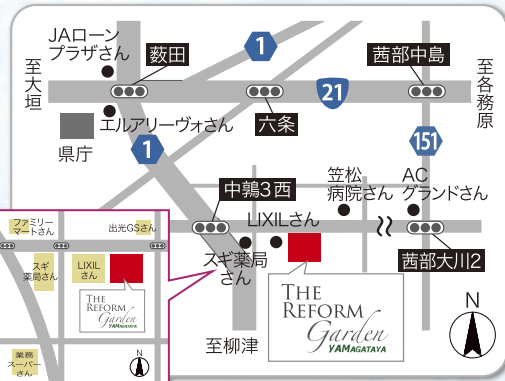 JAローン
プラザさん
薮田
1
茜部中島
至大垣
21
至各務原
六条
エルアリーヴォさん
県庁
1
151
笠松
病院さん
AC
グランドさん
中鶉3西
LIXILさん
スギ薬局
さん
茜部大川2
THE
REFORM
Garden
YAMAGATAYA
至柳津
N
ファミリー
マートさん
出光GSさん
スギ
薬局さん
LIXIL
さん
THE
REFORM
Garden
YAMAGATAYA
業務
スーパー
さん
N